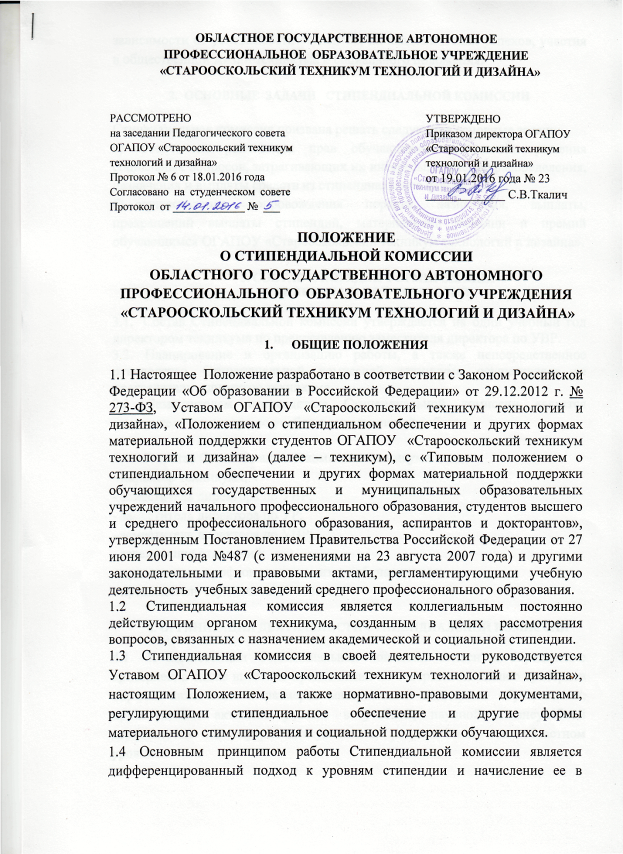 ОБЛАСТНОЕ ГОСУДАРСТВЕННОЕ АВТОНОМНОЕ
ПРОФЕССИОНАЛЬНОЕ ОБРАЗОВАТЕЛЬНОЕ УЧРЕЖДЕНИЕ
«СТАРООСКОЛЬСКИЙ ТЕХНИКУМ ТЕХНОЛОГИЙ И ДИЗАЙНА»
РАССМОТРЕНО
на заседании Педагогического совета
ОГАПОУ «Старооскольский техникум
технологий и дизайна»
Протокол № 6 от 18.01.2016 года
Согласовано на студенческом совете
Протокол от 14.01.2016 № 5
УТВЕРЖДЕНО
Приказом директора ОГАПОУ
«Старооскольский техникум
технологий и дизайна»
от 19.01.2016 года № 23
С.В.Ткалич
ПОЛОЖЕНИЕ
О СТИПЕНДИАЛЬНОЙ КОМИССИИ
ОБЛАСТНОГО ГОСУДАРСТВЕННОГО АВТОНОМНОГО
ПРОФЕССИОНАЛЬНОГО ОБРАЗОВАТЕЛЬНОГО УЧРЕЖДЕНИЯ
«СТАРООСКОЛЬСКИЙ ТЕХНИКУМ ТЕХНОЛОГИЙ И ДИЗАЙНА»
1. ОБЩИЕ ПОЛОЖЕНИЯ
1.1 Настоящее Положение разработано в соответствии с Законом Российской
Федерации «Об образовании в Российской Федерации» от 29.12.2012 г. №
273-ФЗ, Уставом ОГАПОУ «Старооскольский техникум технологий и
дизайна», «Положением о стипендиальном обеспечении и других формах
материальной поддержки студентов ОГАПОУ «Старооскольский техникум
технологий и дизайна» (далее – техникум), с «Типовым положением о
стипендиальном обеспечении и других формах материальной поддержки
обучающихся государственных и муниципальных образовательных
учреждений начального профессионального образования, студентов высшего
и среднего профессионального образования, аспирантов и докторантов»,
утвержденным Постановлением Правительства Российской Федерации от 27
июня 2001 года №487 (с изменениями на 23 августа 2007 года) и другими
законодательными и правовыми актами, регламентирующими учебную
деятельность учебных заведений среднего профессионального образования.
1.2 Стипендиальная комиссия является коллегиальным постоянно
действующим органом техникума, созданным в целях рассмотрения
вопросов, связанных с назначением академической и социальной стипендии.
1.3 Стипендиальная комиссия в своей деятельности руководствуется
Уставом ОГАПОУ «Старооскольский техникум технологий и дизайна»,
настоящим Положением, а также нормативно-правовыми документами,
регулирующими стипендиальное обеспечение и другие формы
материального стимулирования и социальной поддержки обучающихся.
1.4 Основным принципом работы Стипендиальной комиссии является
дифференцированный подход к уровням стипендии и начисление ее в